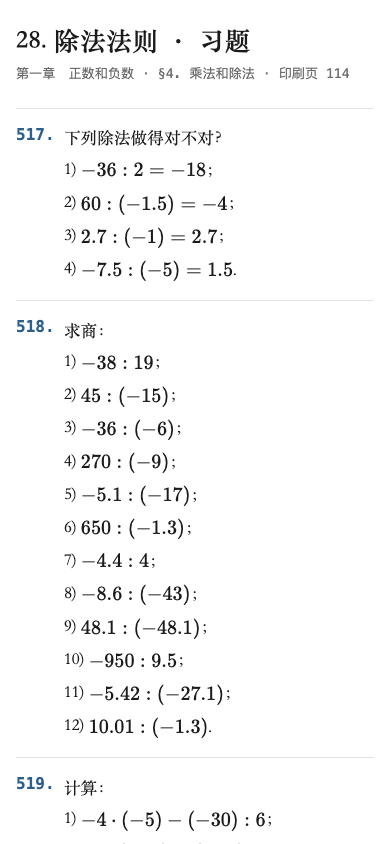 28. 除法法则 · 习题
第一章 正数和负数 · §4. 乘法和除法 · 印刷页 114
517. 下列除法做得对不对?
1) −36 : 2 = −18;
2) 60 : (−1.5) = −4;
3) 2.7 : (−1) = 2.7;
4) −7.5 : (−5) = 1.5.
518. 求商:
1) −38 : 19;
2) 45 : (−15);
3) −36 : (−6);
4) 270 : (−9);
5) −5.1 : (−17);
6) 650 : (−1.3);
7) −4.4 : 4;
8) −8.6 : (−43);
9) 48.1 : (−48.1);
10) −950 : 9.5;
11) −5.42 : (−27.1);
12) 10.01 : (−1.3).
519. 计算:
1) −4 · (−5) − (−30) : 6;